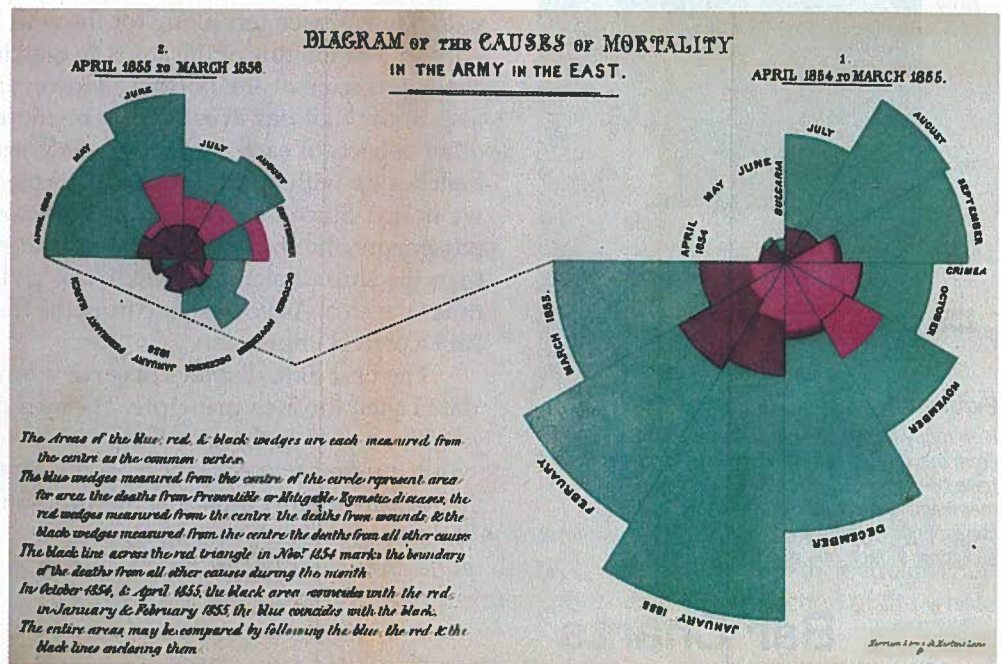 DIAGRAM OF THE CAUSES OF MORTALITY
IN THE ARMY IN THE EAST.
2.
APRIL 1855 TO MARCH 1856.
JUNE
MAY
JULY
AUGUST
APRIL 1855
SEPTEMBER
OCTOBER
NOVEMBER
DECEMBER
1856
JANUARY
FEBRUARY
MARCH
1.
APRIL 1854 TO MARCH 1855.
JULY
AUGUST
JUNE
MAY
BULGARIA
SEPTEMBER
APRIL
1854
CRIMEA
OCTOBER
MARCH 1855
NOVEMBER
FEBRUARY
DECEMBER
JANUARY 1855
The Areas of the blue, red, & black wedges are each measured from
the centre as the common vertex
The blue wedges measured from the centre of the circle represent area
for area the deaths from Preventible or Mitigable Zymotic diseases, the
red wedges measured from the centre the deaths from wounds, & the
black wedges measured from the centre the deaths from all other causes
The black line across the red triangle in Novr. 1854 marks the boundary
of the deaths from all other causes during the month
In October 1854, & April 1855, the black area coincides with the red,
in January & February 1855, the blue coincides with the black.
The entire areas may be compared by following the blue, the red & the
black lines enclosing them